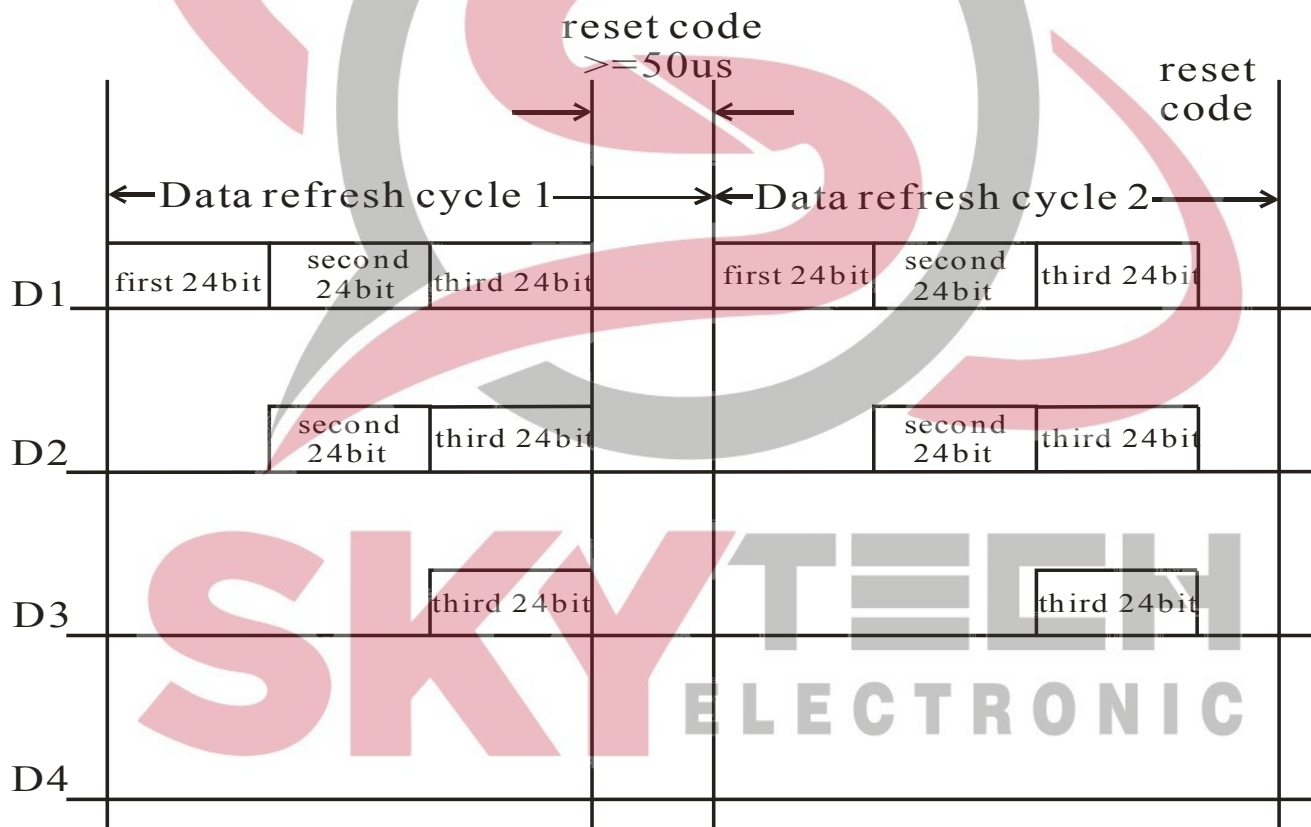 reset code
>=50us
reset
code
Data refresh cycle 1
Data refresh cycle 2
D1
first 24bit
second
24bit
third 24bit
first 24bit
second
24bit
third 24bit
D2
second
24bit
third 24bit
second
24bit
third 24bit
D3
third 24bit
third 24bit
SKYTECH
ELECTRONIC
D4